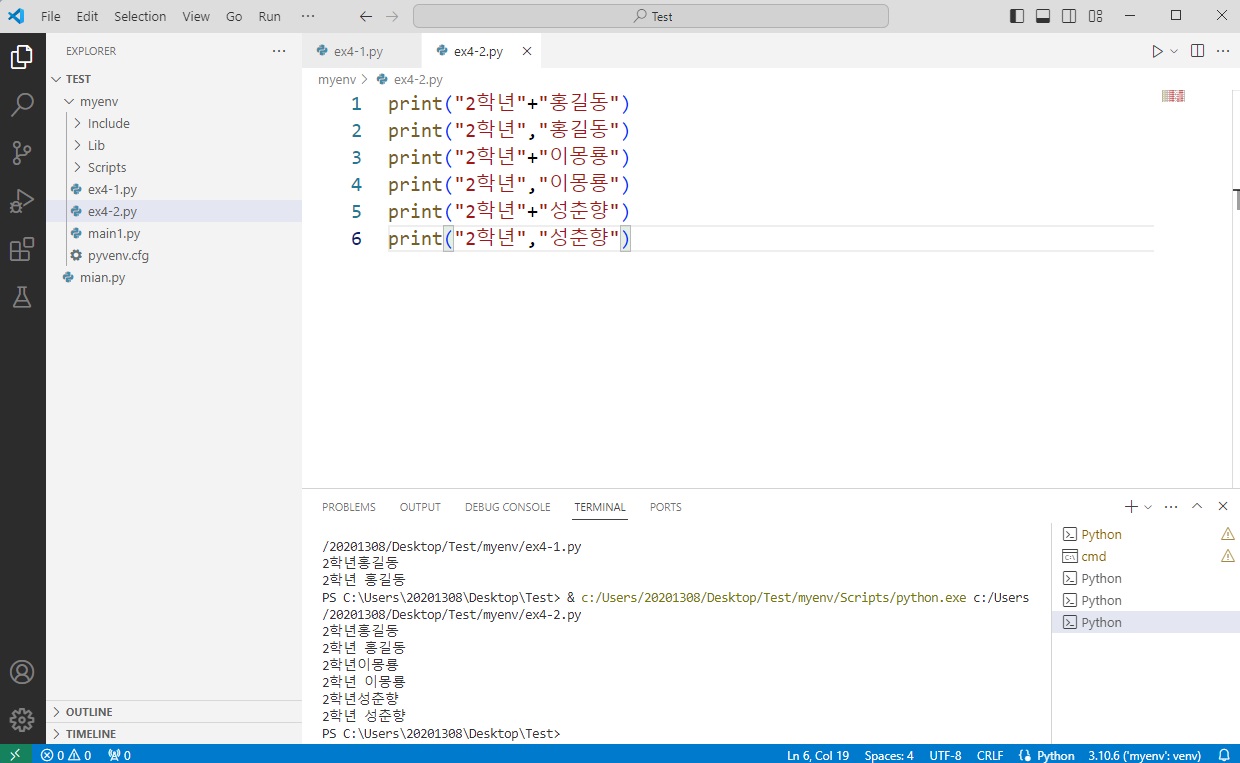 File Edit Selection View Go Run ··· Test
EXPLORER ···
TEST
myenv
Include
Lib
Scripts
ex4-1.py
ex4-2.py
main1.py
pyvenv.cfg
mian.py
OUTLINE
TIMELINE
ex4-1.py ex4-2.py
myenv > ex4-2.py
1 print("2학년"+"홍길동")
2 print("2학년","홍길동")
3 print("2학년"+"이몽룡")
4 print("2학년","이몽룡")
5 print("2학년"+"성춘향")
6 print("2학년","성춘향")
PROBLEMS OUTPUT DEBUG CONSOLE TERMINAL PORTS
/20201308/Desktop/Test/myenv/ex4-1.py
2학년홍길동
2학년 홍길동
PS C:\Users\20201308\Desktop\Test> & c:/Users/20201308/Desktop/Test/myenv/Scripts/python.exe c:/Users
/20201308/Desktop/Test/myenv/ex4-2.py
2학년홍길동
2학년 홍길동
2학년이몽룡
2학년 이몽룡
2학년성춘향
2학년 성춘향
PS C:\Users\20201308\Desktop\Test>
Python
cmd
Python
Python
Python
0 0 0 Ln 6, Col 19 Spaces: 4 UTF-8 CRLF Python 3.10.6 ('myenv': venv)